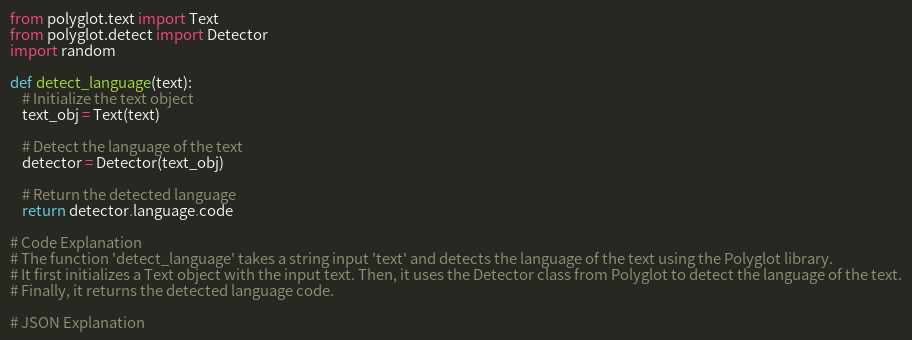 from polyglot.text import Text
from polyglot.detect import Detector
import random
def detect_language(text):
# Initialize the text object
text_obj = Text(text)
# Detect the language of the text
detector = Detector(text_obj)
# Return the detected language
return detector.language.code
# Code Explanation
# The function 'detect_language' takes a string input 'text' and detects the language of the text using the Polyglot library.
# It first initializes a Text object with the input text. Then, it uses the Detector class from Polyglot to detect the language of the text.
# Finally, it returns the detected language code.
# JSON Explanation